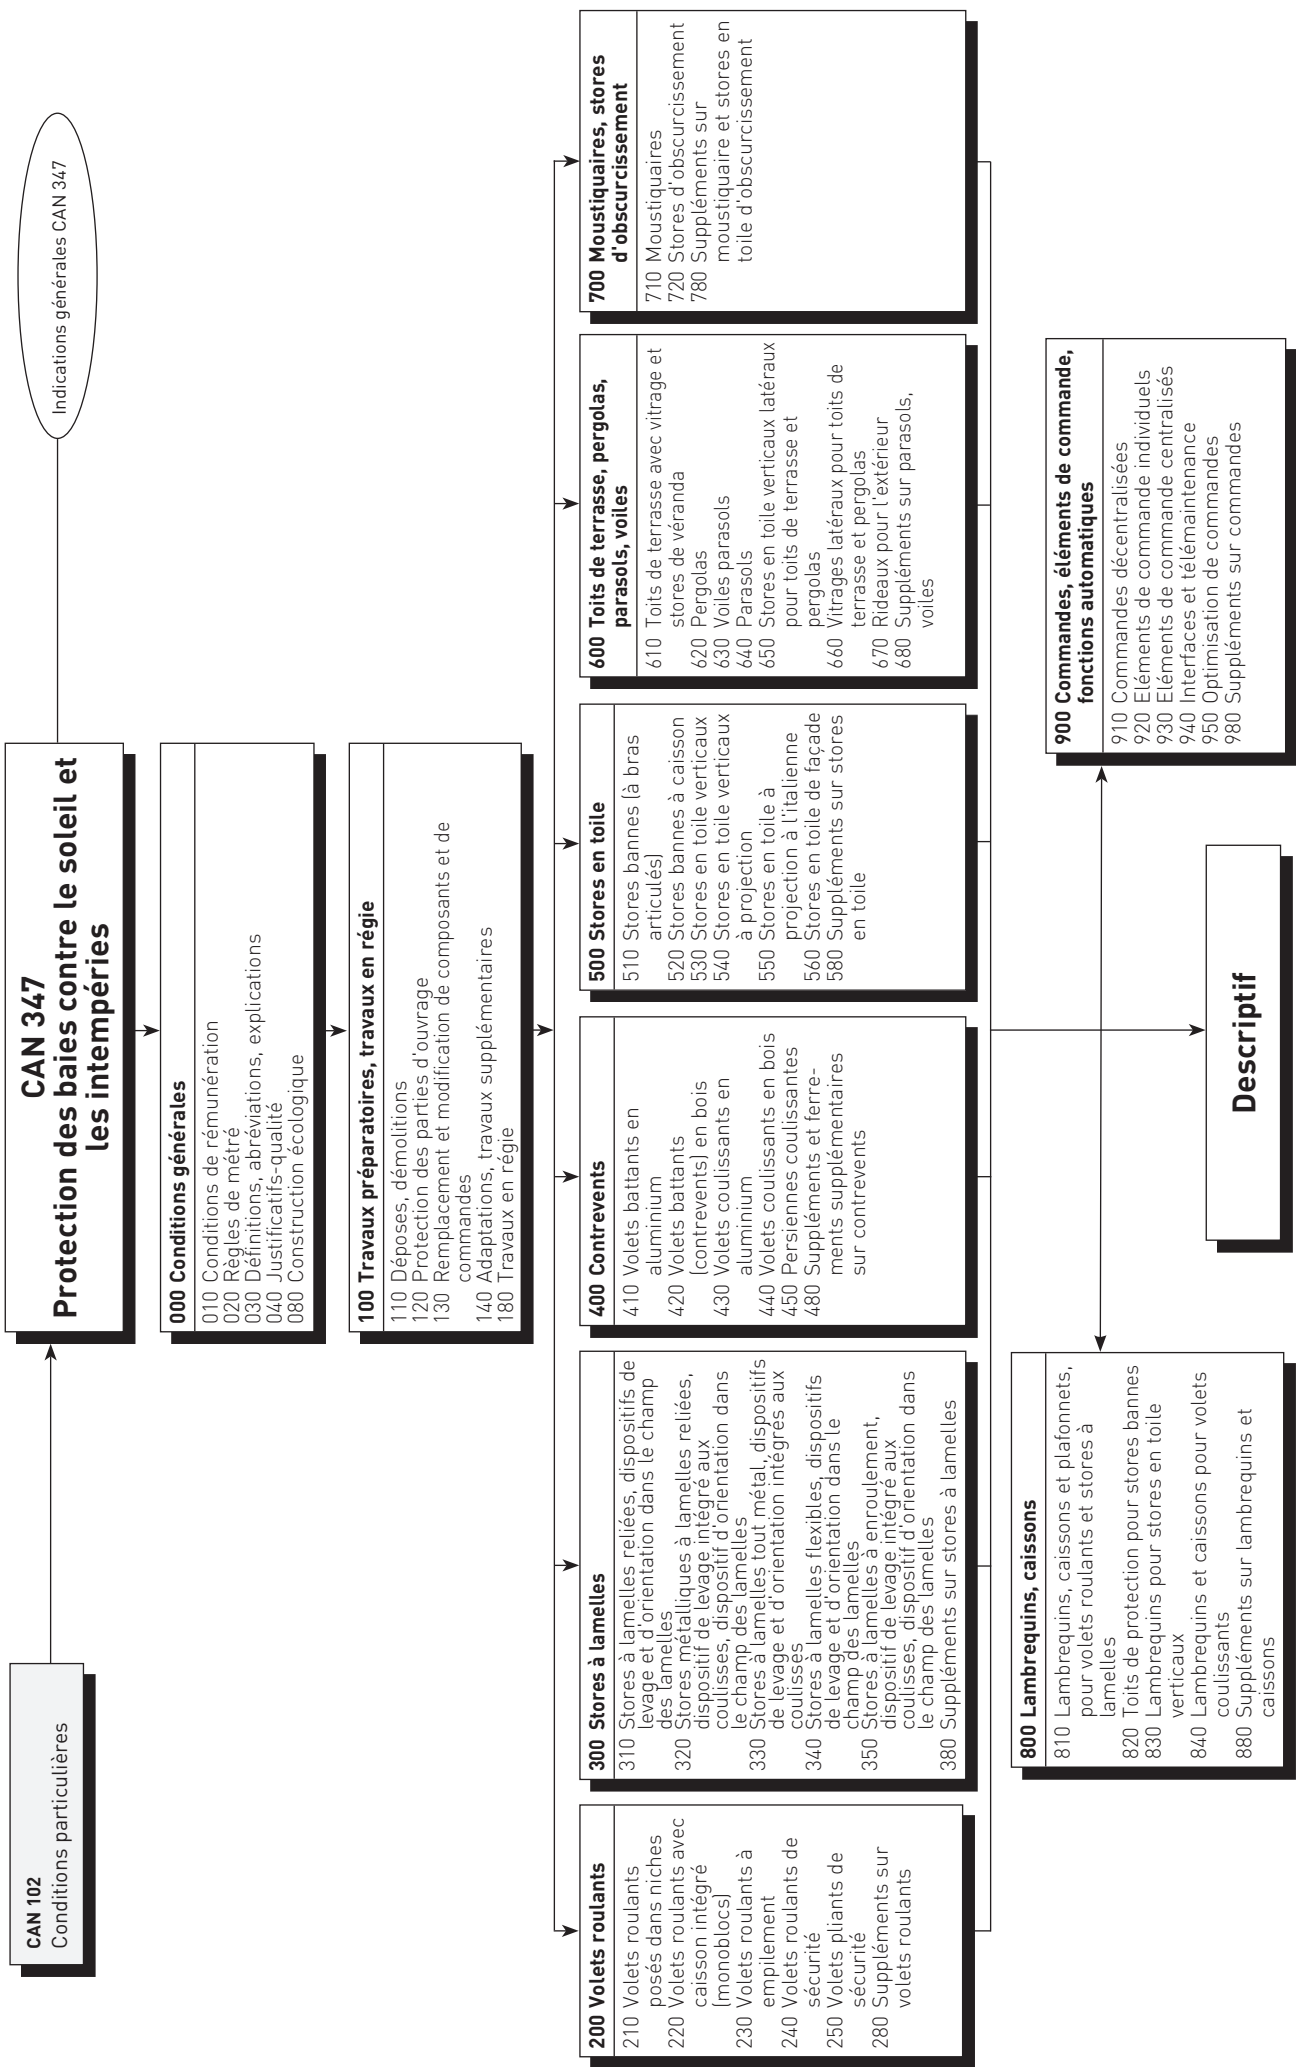 CAN 102
Conditions particulières
CAN 347
Protection des baies contre le soleil et
les intempéries
Indications générales CAN 347
000 Conditions générales
010 Conditions de rémunération
020 Règles de métré
030 Définitions, abréviations, explications
040 Justificatifs-qualité
080 Construction écologique
100 Travaux préparatoires, travaux en régie
110 Déposes, démolitions
120 Protection des parties d'ouvrage
130 Remplacement et modification de composants et de
commandes
140 Adaptations, travaux supplémentaires
180 Travaux en régie
200 Volets roulants
210 Volets roulants
posés dans niches
220 Volets roulants avec
caisson intégré
(monoblocs)
230 Volets roulants à
empilement
240 Volets roulants de
sécurité
250 Volets pliants de
sécurité
280 Suppléments sur
volets roulants
300 Stores à lamelles
310 Stores à lamelles reliées, dispositifs de
levage et d'orientation dans le champ
des lamelles
320 Stores métalliques à lamelles reliées,
dispositif de levage intégré aux
coulisses, dispositif d'orientation dans
le champ des lamelles
330 Stores à lamelles tout métal, dispositifs
de levage et d'orientation intégrés aux
coulisses
340 Stores à lamelles flexibles, dispositifs
de levage et d'orientation dans le
champ des lamelles
350 Stores à lamelles à enroulement,
dispositif de levage intégré aux
coulisses, dispositif d'orientation dans
le champ des lamelles
380 Suppléments sur stores à lamelles
400 Contrevents
410 Volets battants en
aluminium
420 Volets battants
(contrevents) en bois
430 Volets coulissants en
aluminium
440 Volets coulissants en bois
450 Persiennes coulissantes
480 Suppléments et ferre-
ments supplémentaires
sur contrevents
500 Stores en toile
510 Stores bannes (à bras
articulés)
520 Stores bannes à caisson
530 Stores en toile verticaux
540 Stores en toile verticaux
à projection
550 Stores en toile à
projection à l'italienne
560 Stores en toile de façade
580 Suppléments sur stores
en toile
600 Toits de terrasse, pergolas,
parasols, voiles
610 Toits de terrasse avec vitrage et
stores de véranda
620 Pergolas
630 Voiles parasols
640 Parasols
650 Stores en toile verticaux latéraux
pour toits de terrasse et
pergolas
660 Vitrages latéraux pour toits de
terrasse et pergolas
670 Rideaux pour l'extérieur
680 Suppléments sur parasols,
voiles
700 Moustiquaires, stores
d'obscurcissement
710 Moustiquaires
720 Stores d'obscurcissement
780 Suppléments sur
moustiquaire et stores en
toile d'obscurcissement
800 Lambrequins, caissons
810 Lambrequins, caissons et plafonnets,
pour volets roulants et stores à
lamelles
820 Toits de protection pour stores bannes
830 Lambrequins pour stores en toile
verticaux
840 Lambrequins et caissons pour volets
coulissants
880 Suppléments sur lambrequins et
caissons
900 Commandes, éléments de commande,
fonctions automatiques
910 Commandes décentralisées
920 Eléments de commande individuels
930 Eléments de commande centralisés
940 Interfaces et télémaintenance
950 Optimisation de commandes
980 Suppléments sur commandes
Descriptif